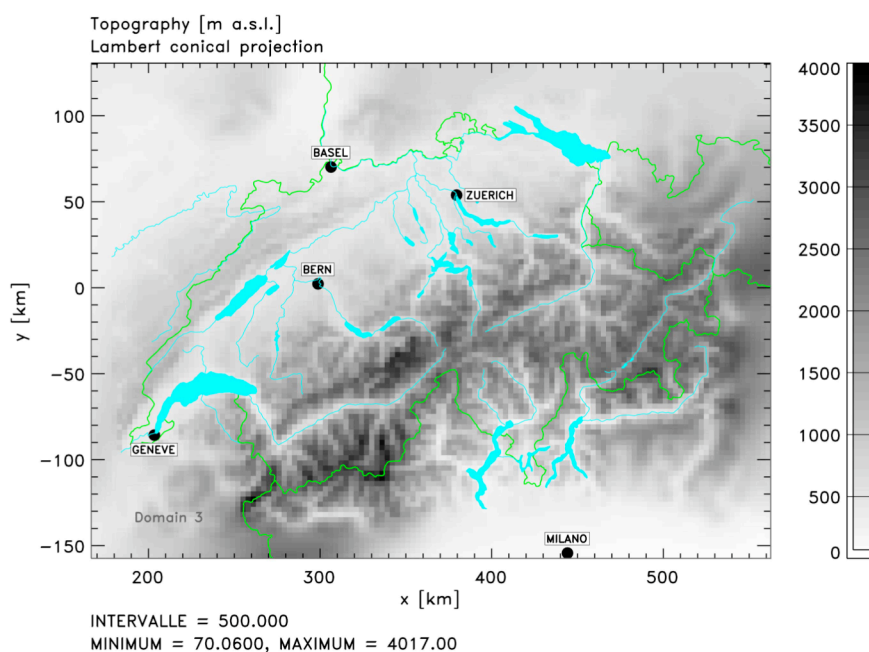 Topography [m a.s.l.]
Lambert conical projection
100
50
0
−50
−100
−150
y [km]
BASEL
ZUERICH
BERN
GENEVE
Domain 3
MILANO
200
300
400
500
x [km]
4000
3500
3000
2500
2000
1500
1000
500
0
INTERVALLE = 500.000
MINIMUM = 70.0600, MAXIMUM = 4017.00